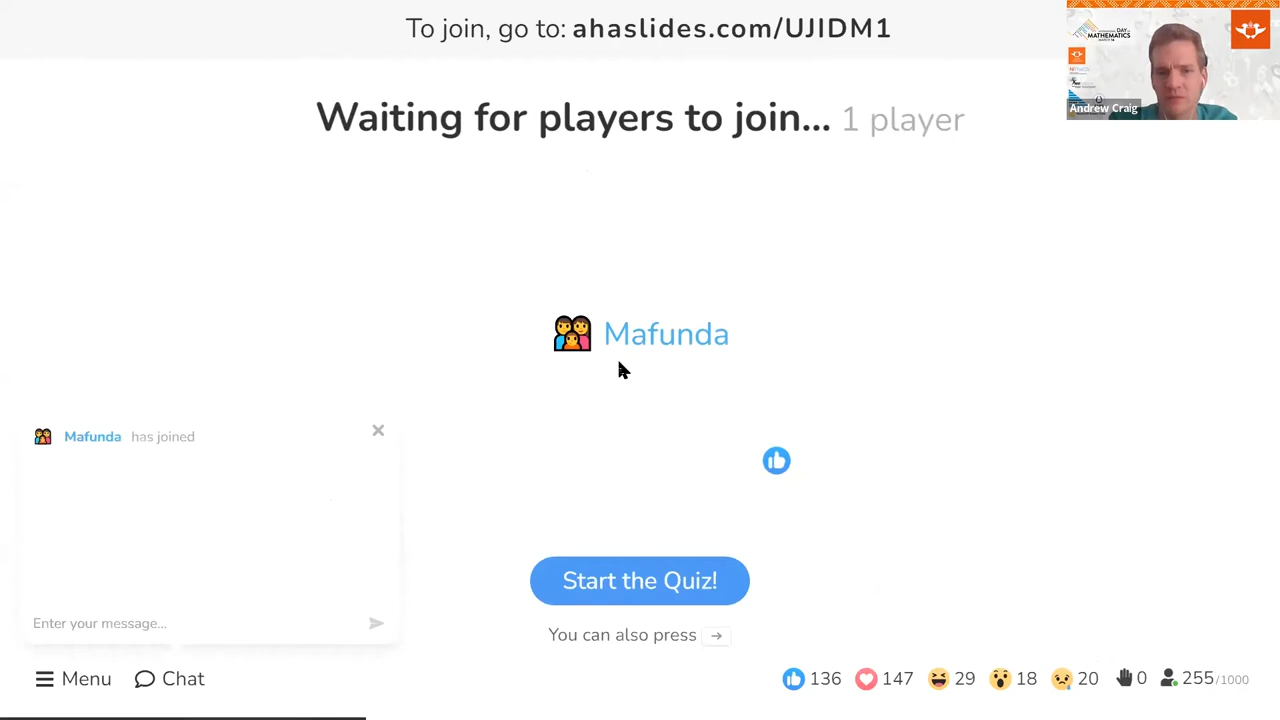 To join, go to: ahaslides.com/UJIDM1
DAY
MATHEMATICS
Andrew Craig
Waiting for players to join... 1 player
Mafunda
Mafunda has joined
Enter your message...
Start the Quiz!
You can also press →
Menu Chat
136 147 29 18 20 0 255/1000